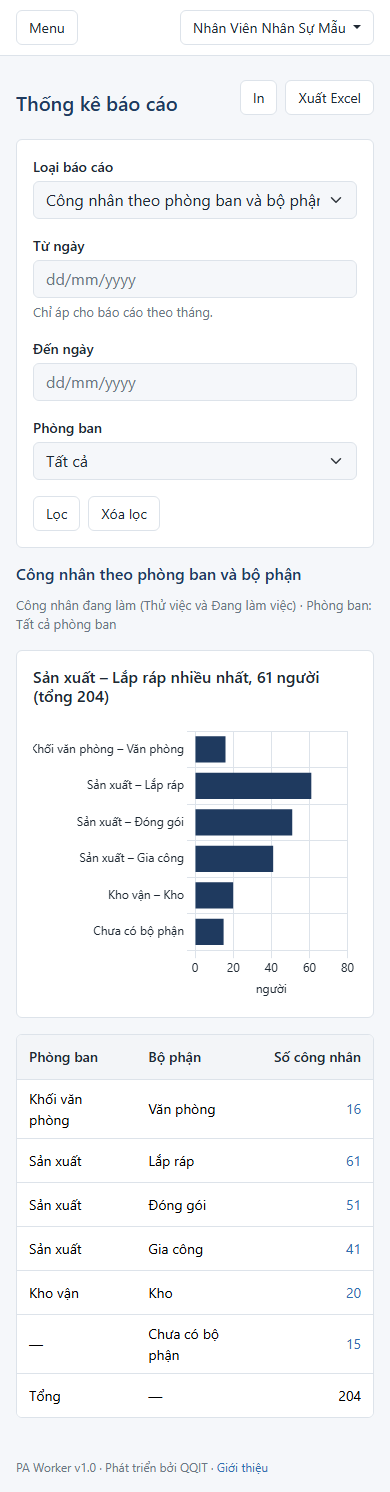 Menu
Nhân Viên Nhân Sự Mẫu
Thống kê báo cáo
In
Xuất Excel
Loại báo cáo
Công nhân theo phòng ban và bộ phận
Từ ngày
dd/mm/yyyy
Chỉ áp cho báo cáo theo tháng.
Đến ngày
dd/mm/yyyy
Phòng ban
Tất cả
Lọc
Xóa lọc
Công nhân theo phòng ban và bộ phận
Công nhân đang làm (Thử việc và Đang làm việc) · Phòng ban:
Tất cả phòng ban
Sản xuất – Lắp ráp nhiều nhất, 61 người
(tổng 204)
Khối văn phòng – Văn phòng
Sản xuất – Lắp ráp
Sản xuất – Đóng gói
Sản xuất – Gia công
Kho vận – Kho
Chưa có bộ phận
0 20 40 60 80
người
Phòng ban Bộ phận Số công nhân
Khối văn
phòng
Văn phòng 16
Sản xuất Lắp ráp 61
Sản xuất Đóng gói 51
Sản xuất Gia công 41
Kho vận Kho 20
— Chưa có bộ
phận
15
Tổng — 204
PA Worker v1.0 · Phát triển bởi QQIT · Giới thiệu